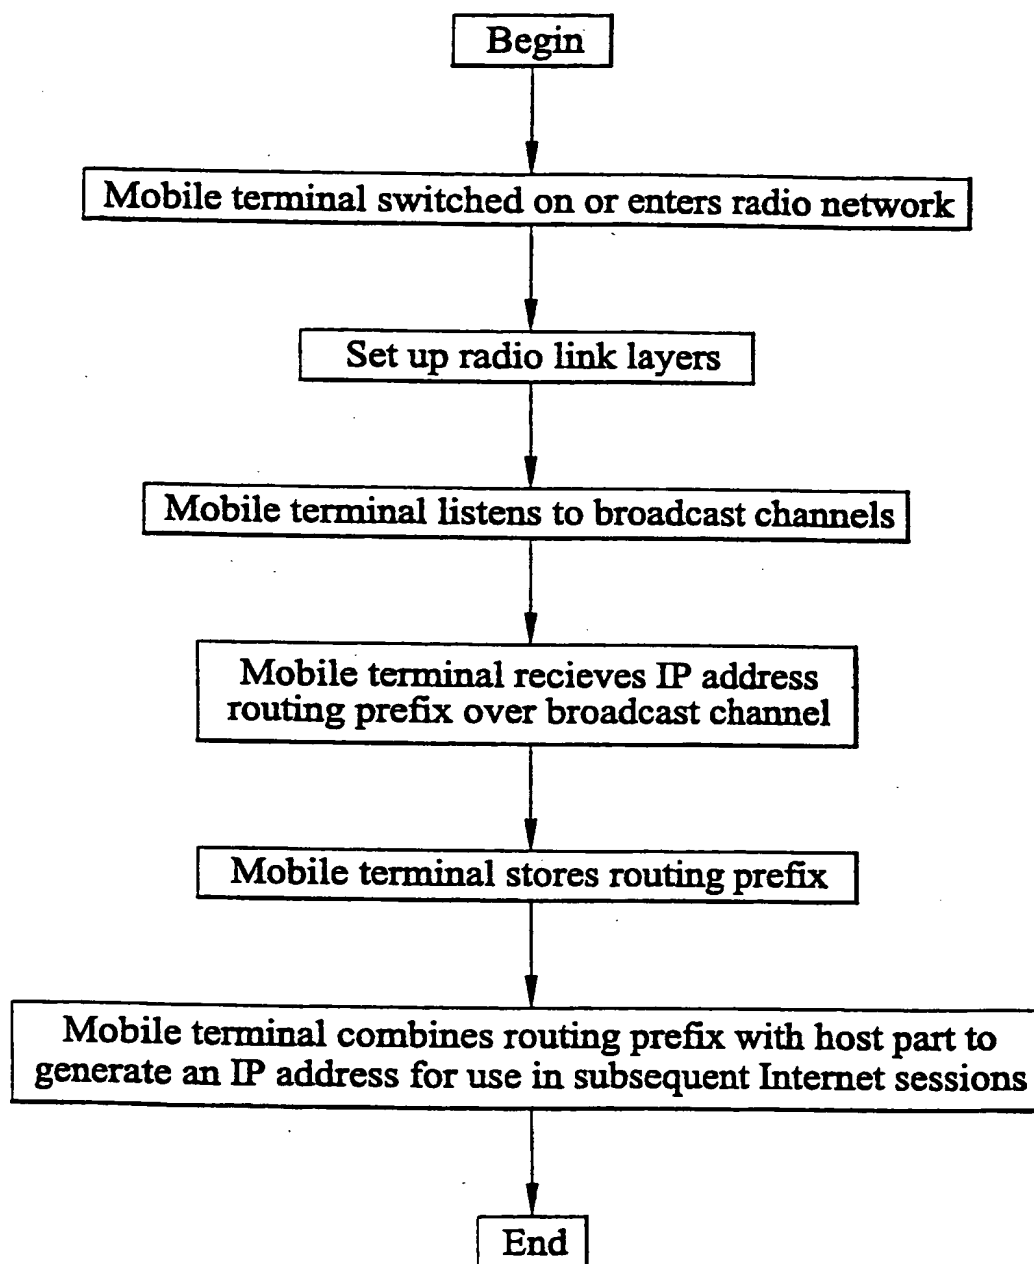 Begin
Mobile terminal switched on or enters radio network
Set up radio link layers
Mobile terminal listens to broadcast channels
Mobile terminal recieves IP address
routing prefix over broadcast channel
Mobile terminal stores routing prefix
Mobile terminal combines routing prefix with host part to
generate an IP address for use in subsequent Internet sessions
End